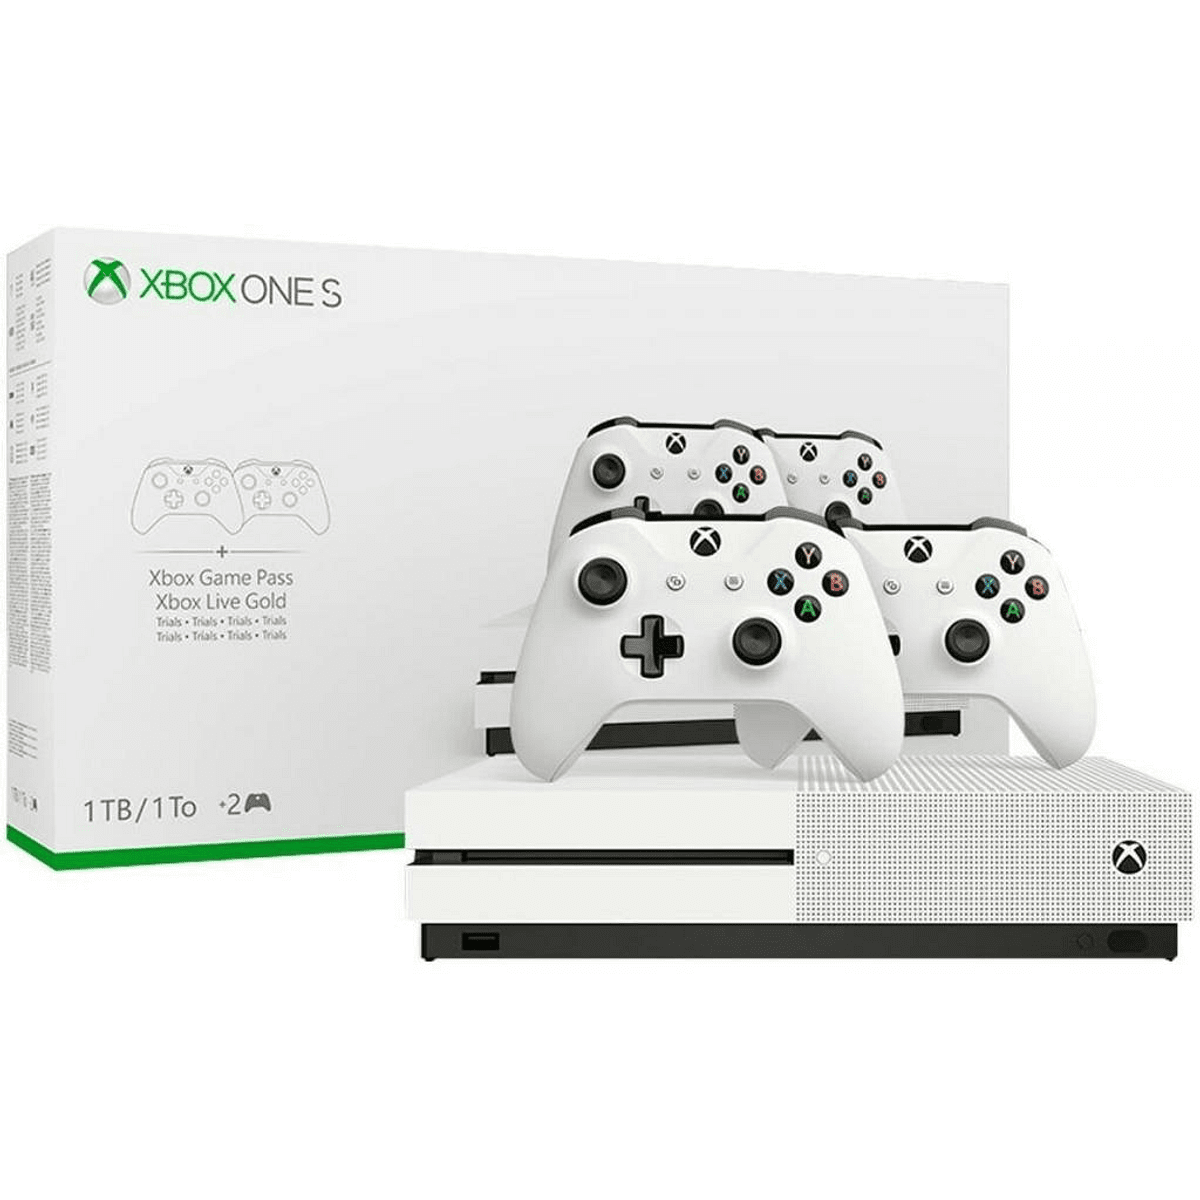 XBOX ONE S
Xbox Game Pass
Xbox Live Gold
Trials • Trials • Trials • Trials
Trials • Trials • Trials • Trials
1TB/1To +2
Y
X B
A
Y
X B
A
Y
X B
A
Y
X B
A